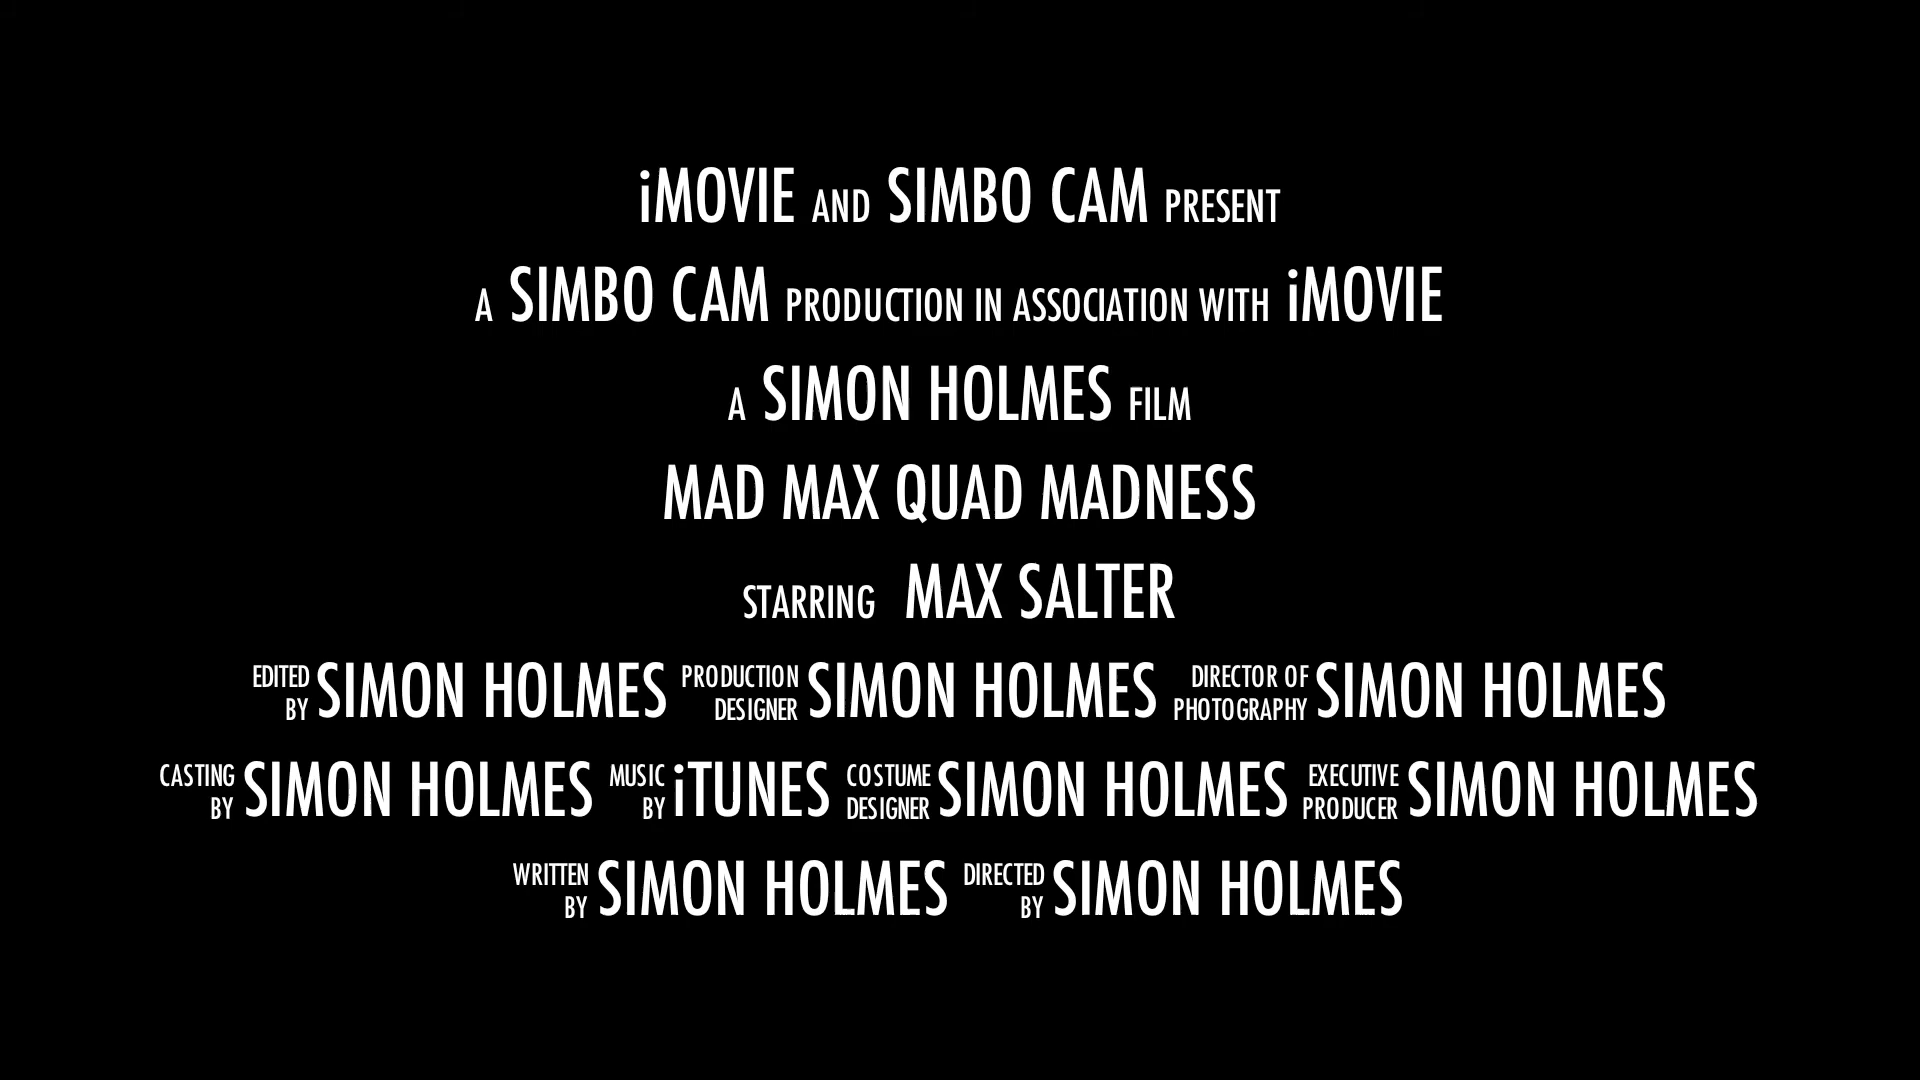 iMOVIE AND SIMBO CAM PRESENT
A SIMBO CAM PRODUCTION IN ASSOCIATION WITH iMOVIE
A SIMON HOLMES FILM
MAD MAX QUAD MADNESS
STARRING MAX SALTER
EDITED BY SIMON HOLMES PRODUCTION DESIGNER SIMON HOLMES DIRECTOR OF PHOTOGRAPHY SIMON HOLMES
CASTING BY SIMON HOLMES MUSIC BY iTUNES COSTUME DESIGNER SIMON HOLMES EXECUTIVE PRODUCER SIMON HOLMES
WRITTEN BY SIMON HOLMES DIRECTED BY SIMON HOLMES